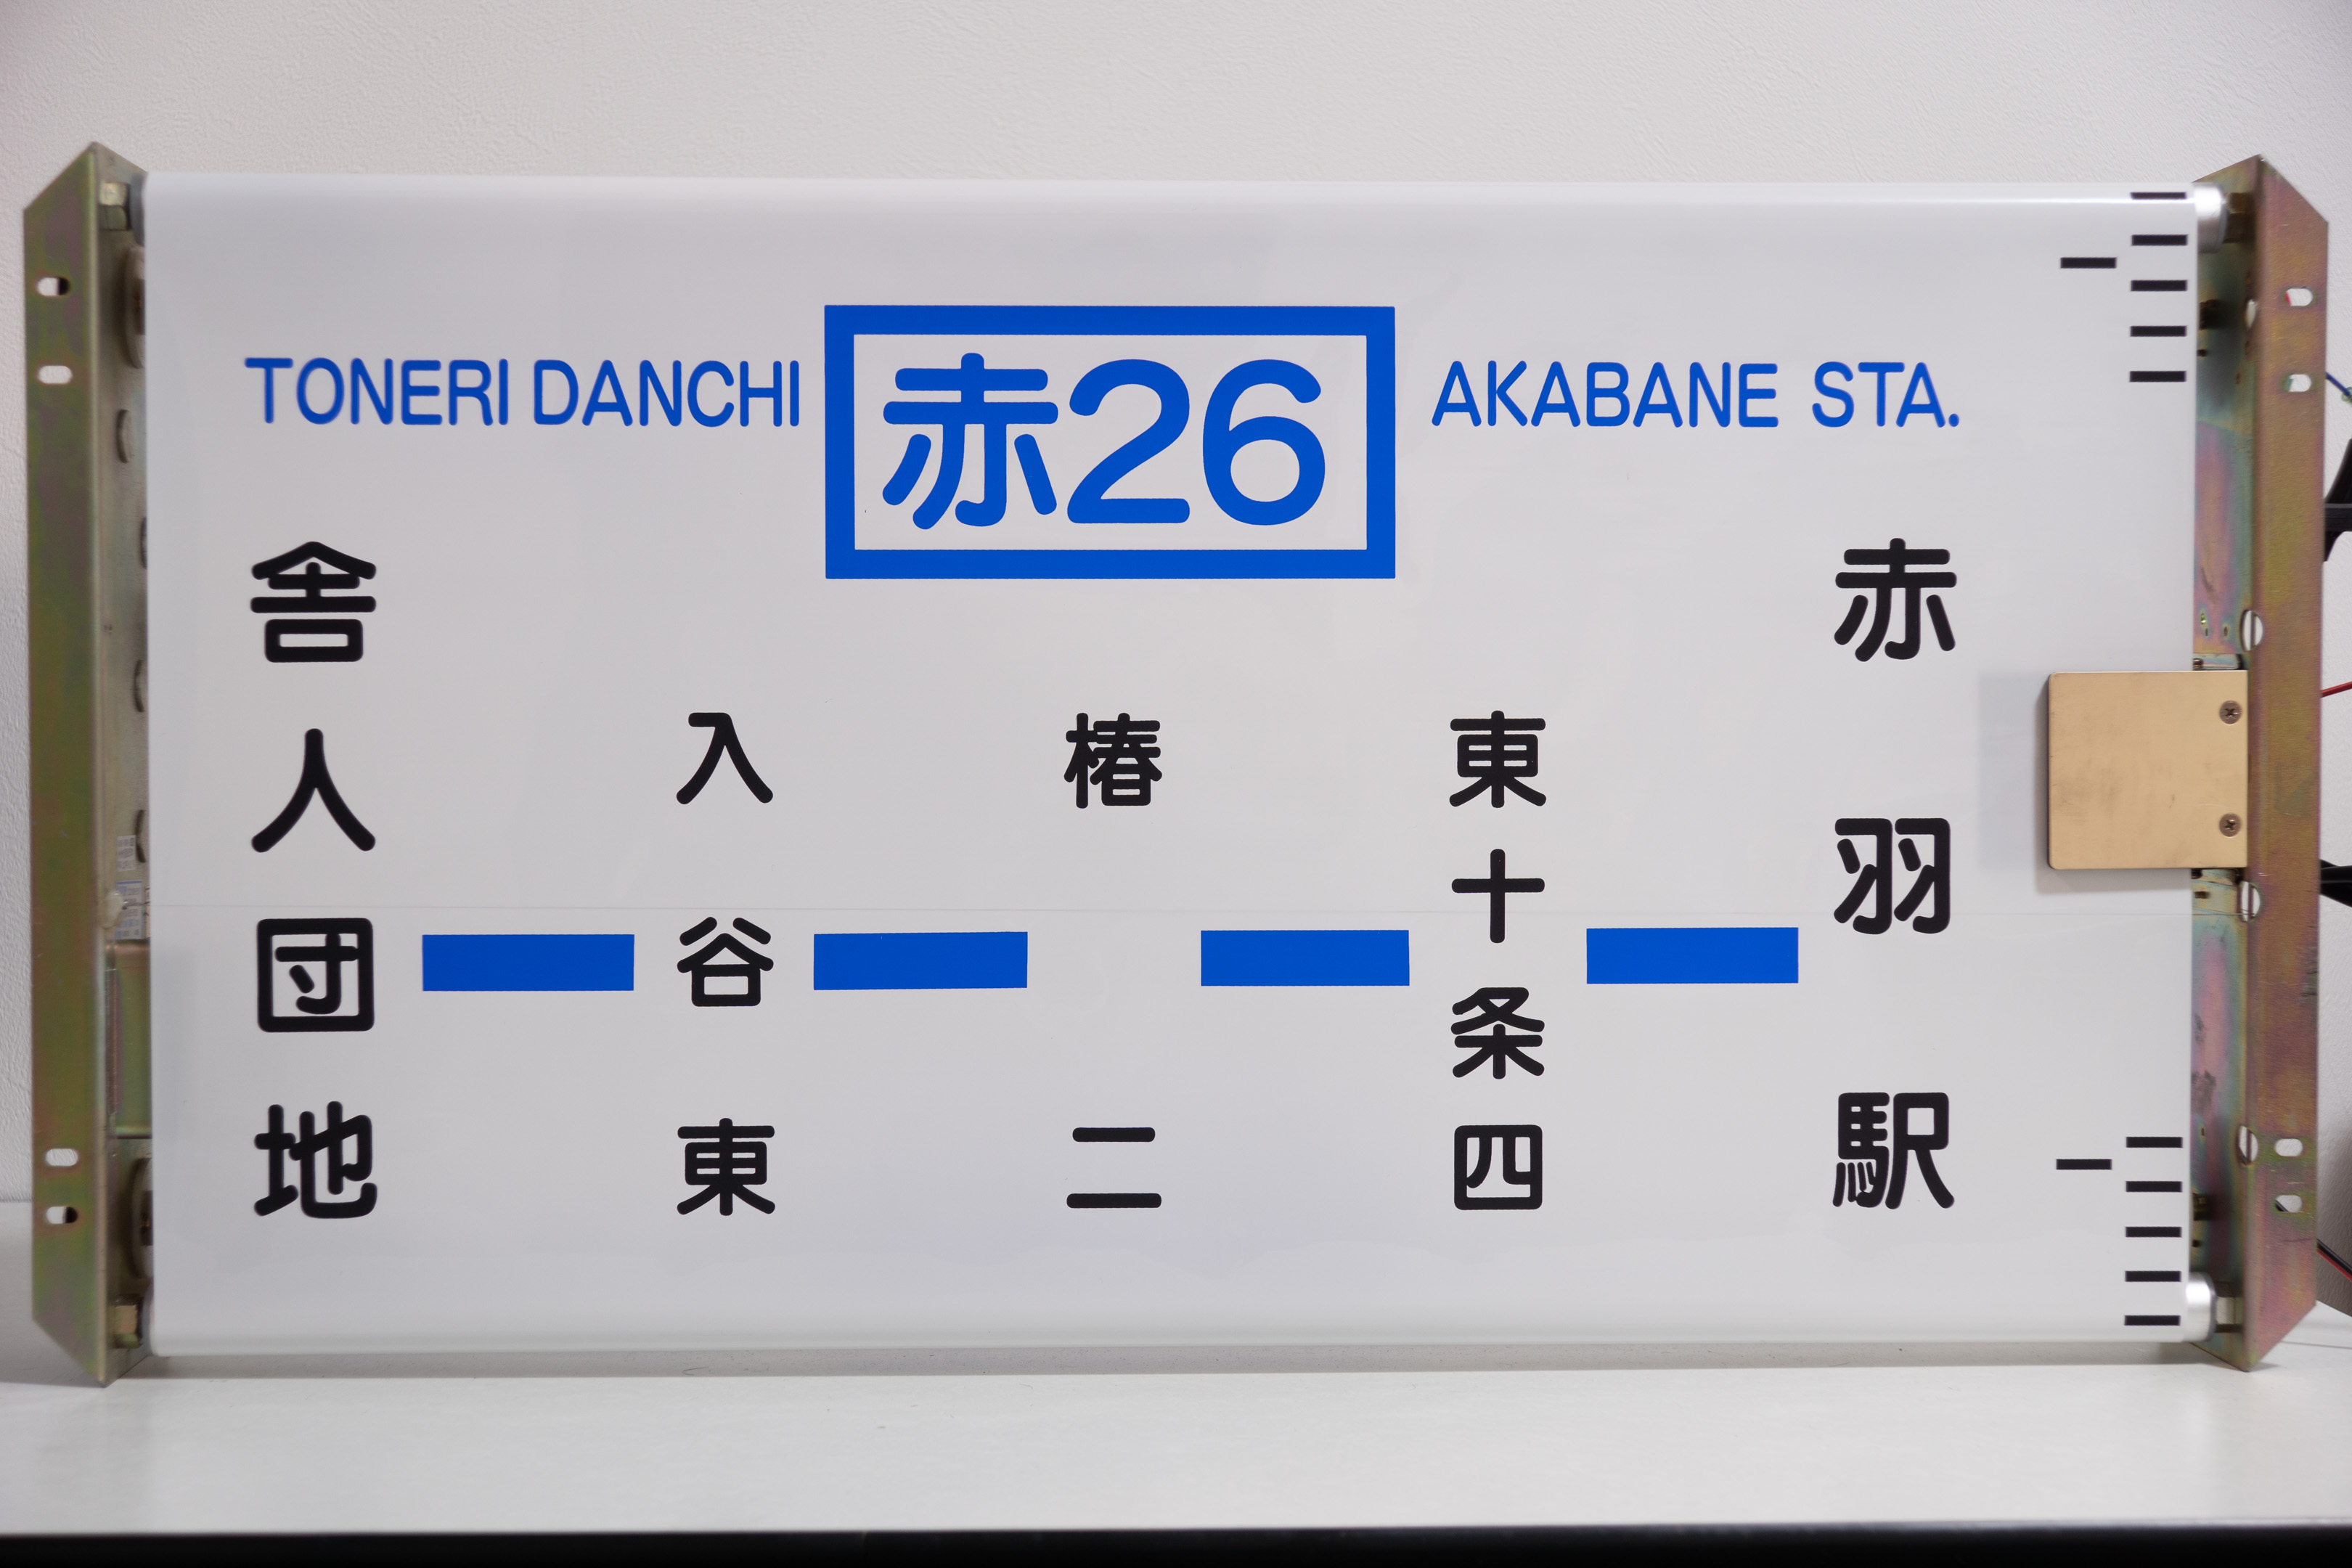 TONERI DANCHI
赤26
AKABANE STA.
舎人団地
入谷東
椿二
東十条四
赤羽駅